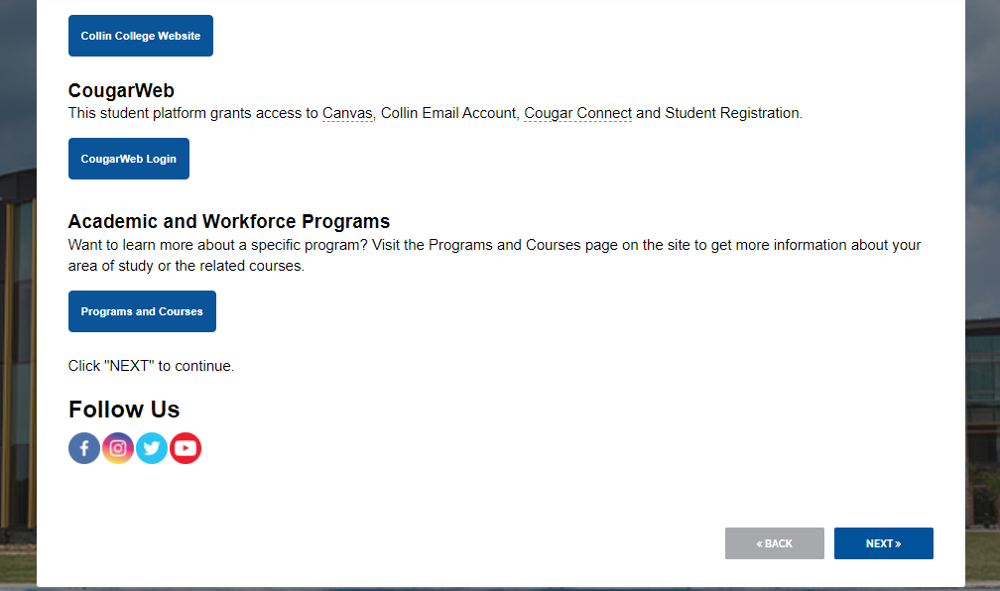 Collin College Website
CougarWeb
This student platform grants access to Canvas, Collin Email Account, Cougar Connect and Student Registration.
CougarWeb Login
Academic and Workforce Programs
Want to learn more about a specific program? Visit the Programs and Courses page on the site to get more information about your
area of study or the related courses.
Programs and Courses
Click "NEXT" to continue.
Follow Us
« BACK
NEXT »